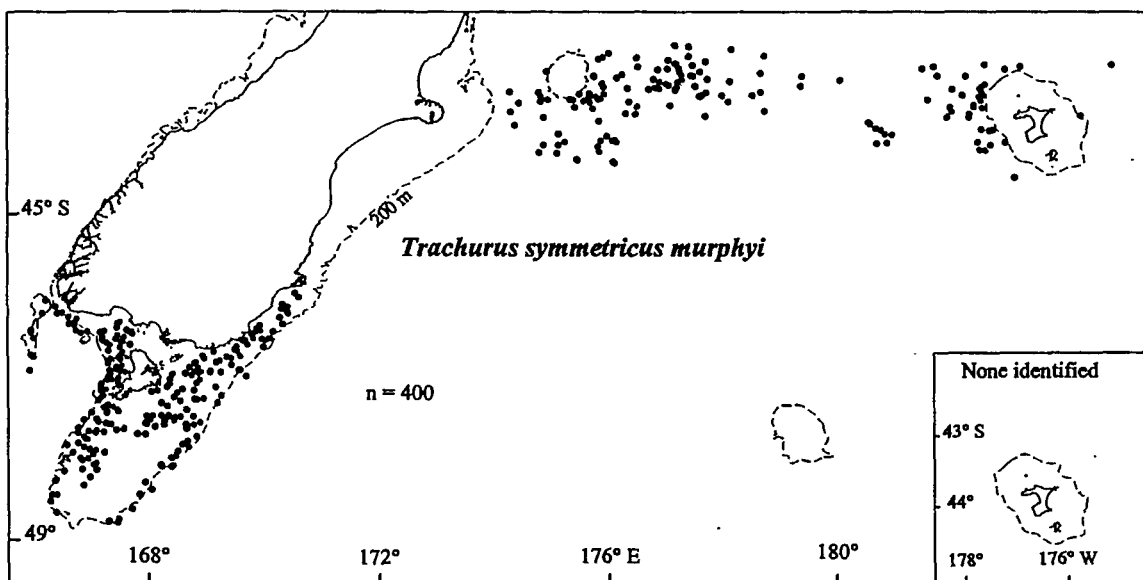 45° S
200 m
Trachurus symmetricus murphyi
n = 400
None identified
43° S
44°
49°
168°
172°
176° E
180°
178°
176° W